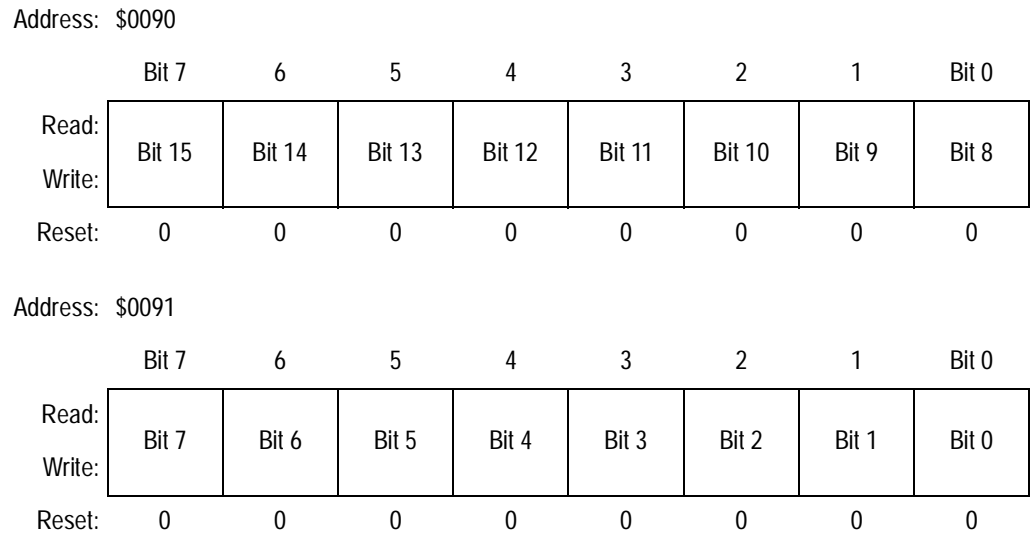 Address: $0090
Bit 7 6 5 4 3 2 1 Bit 0
Read:
Bit 15 Bit 14 Bit 13 Bit 12 Bit 11 Bit 10 Bit 9 Bit 8
Write:
Reset: 0 0 0 0 0 0 0 0
Address: $0091
Bit 7 6 5 4 3 2 1 Bit 0
Read:
Bit 7 Bit 6 Bit 5 Bit 4 Bit 3 Bit 2 Bit 1 Bit 0
Write:
Reset: 0 0 0 0 0 0 0 0